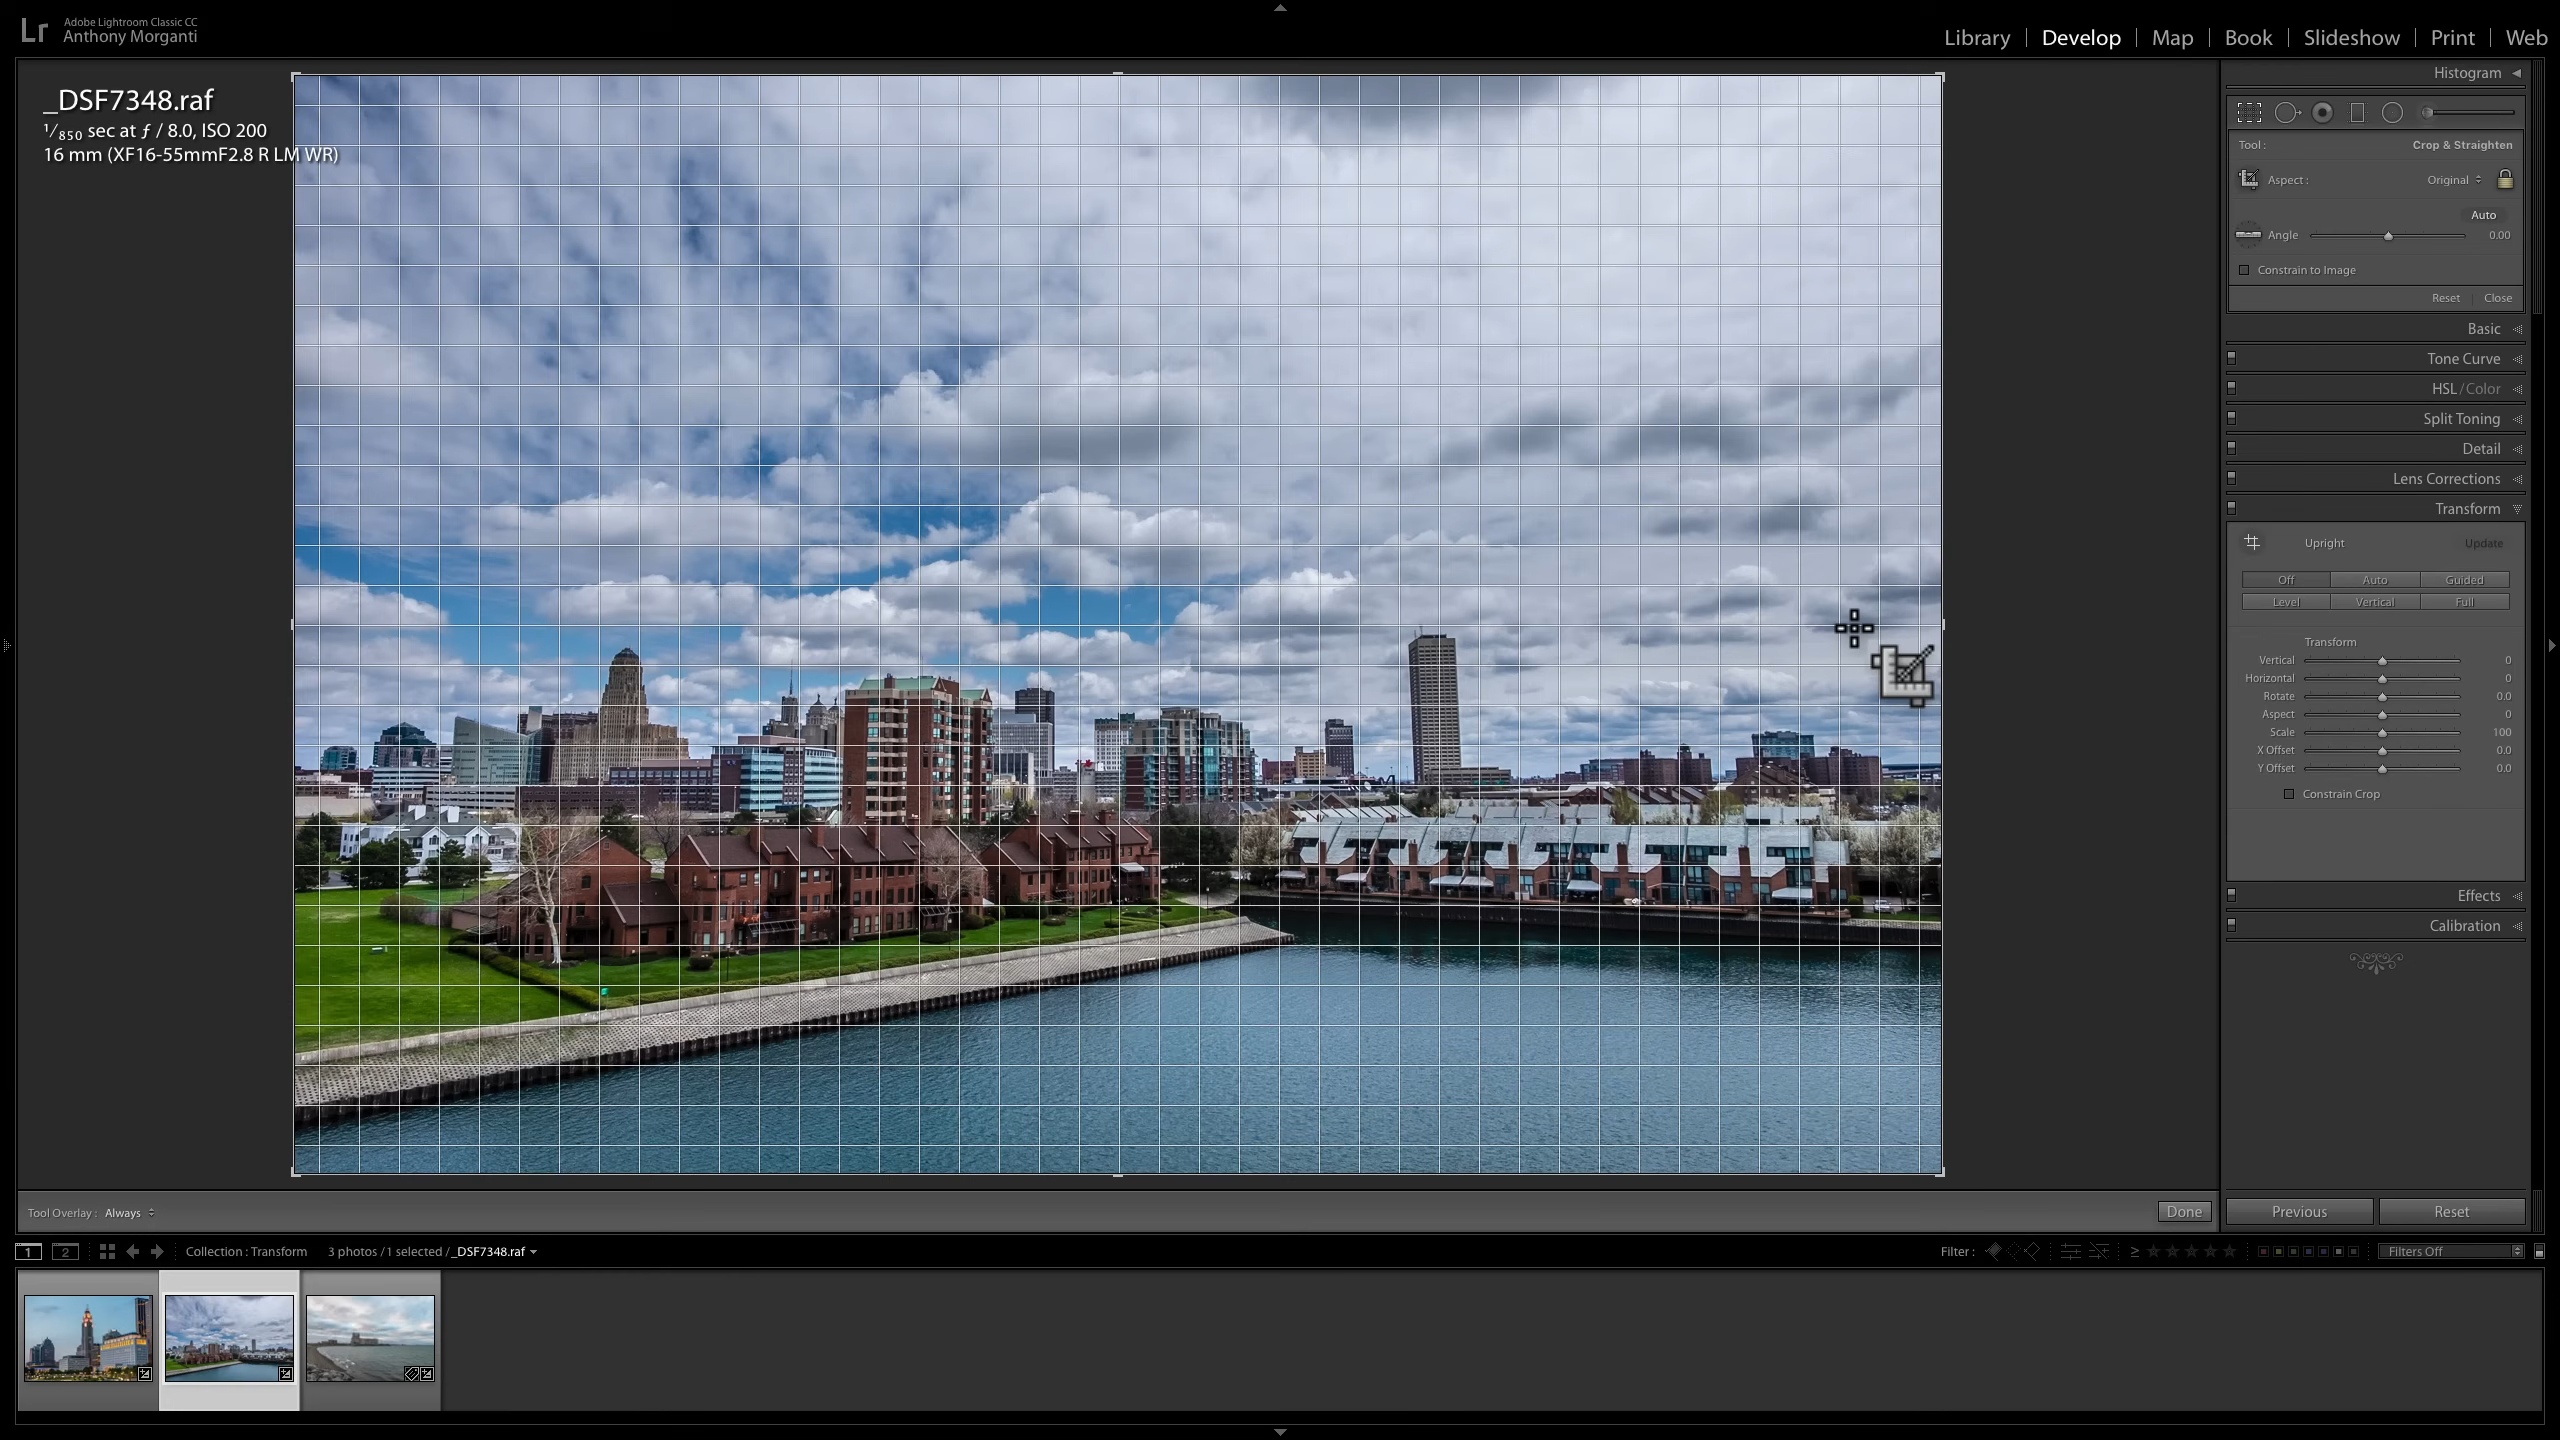 Lr Adobe Lightroom Classic CC
Anthony Morganti
Library | Develop | Map | Book | Slideshow | Print | Web
_DSF7348.raf
1/850 sec at ƒ / 8.0, ISO 200
16 mm (XF16-55mmF2.8 R LM WR)
Histogram
Tool : Crop & Straighten
Aspect : Original
Auto
Angle 0.00
Constrain to Image
Reset Close
Basic
Tone Curve
HSL / Color
Split Toning
Detail
Lens Corrections
Transform
Upright Update
Off Auto Guided
Level Vertical Full
Transform
Vertical 0
Horizontal 0
Rotate 0.0
Aspect 0
Scale 100
X Offset 0.0
Y Offset 0.0
Constrain Crop
Effects
Calibration
Tool Overlay : Always
Done
Previous Reset
1 2 Collection : Transform 3 photos / 1 selected / _DSF7348.raf
Filter : ≥ Filters Off